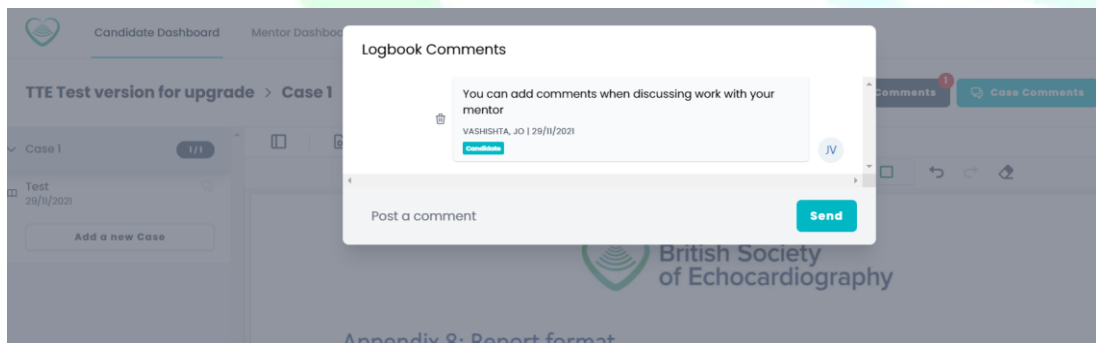 Candidate Dashboard
Mentor Dashboa
Logbook Comments
TTE Test version for upgrade > Case 1
You can add comments when discussing work with your
mentor
VASHISHTA, JO | 29/11/2021
Candidate
JV
Comments
1
Case Comments
Case 1
1/1
Test
29/11/2021
Add a new Case
Post a comment
Send
British Society
of Echocardiography
Appendix 8: Report format